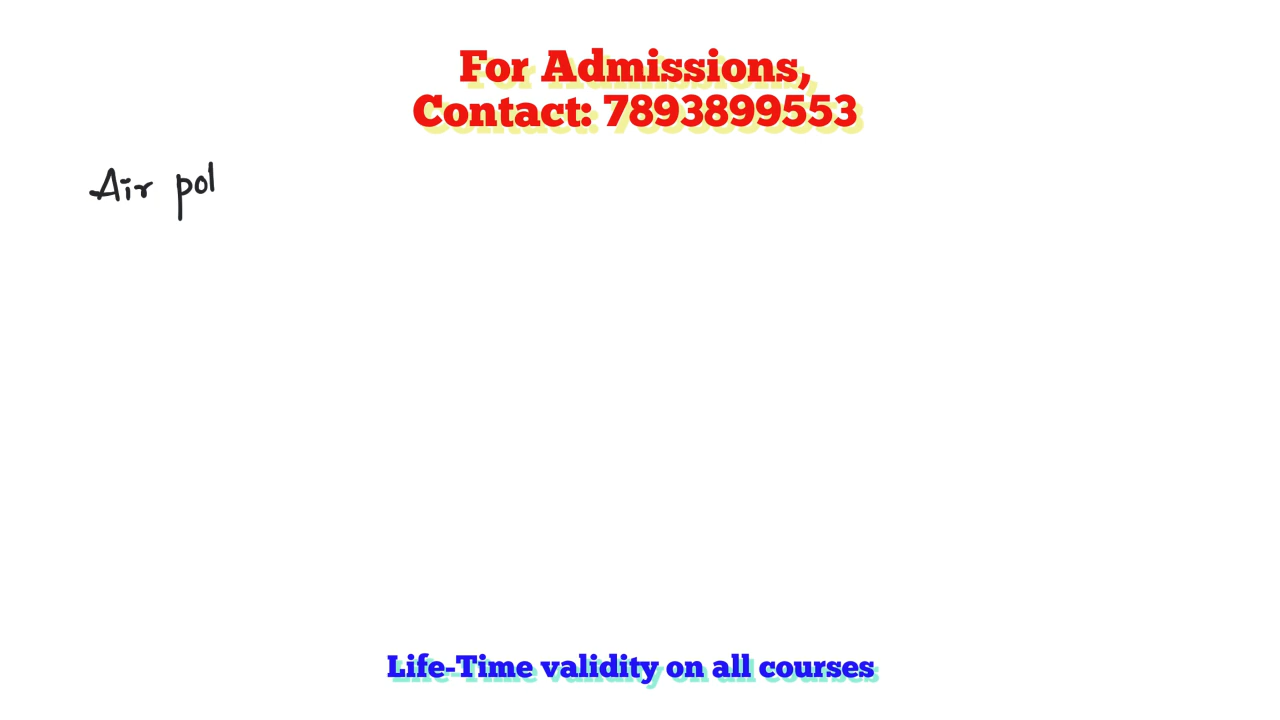 For Admissions,
Contact: 7893899553
Air pol
Life-Time validity on all courses